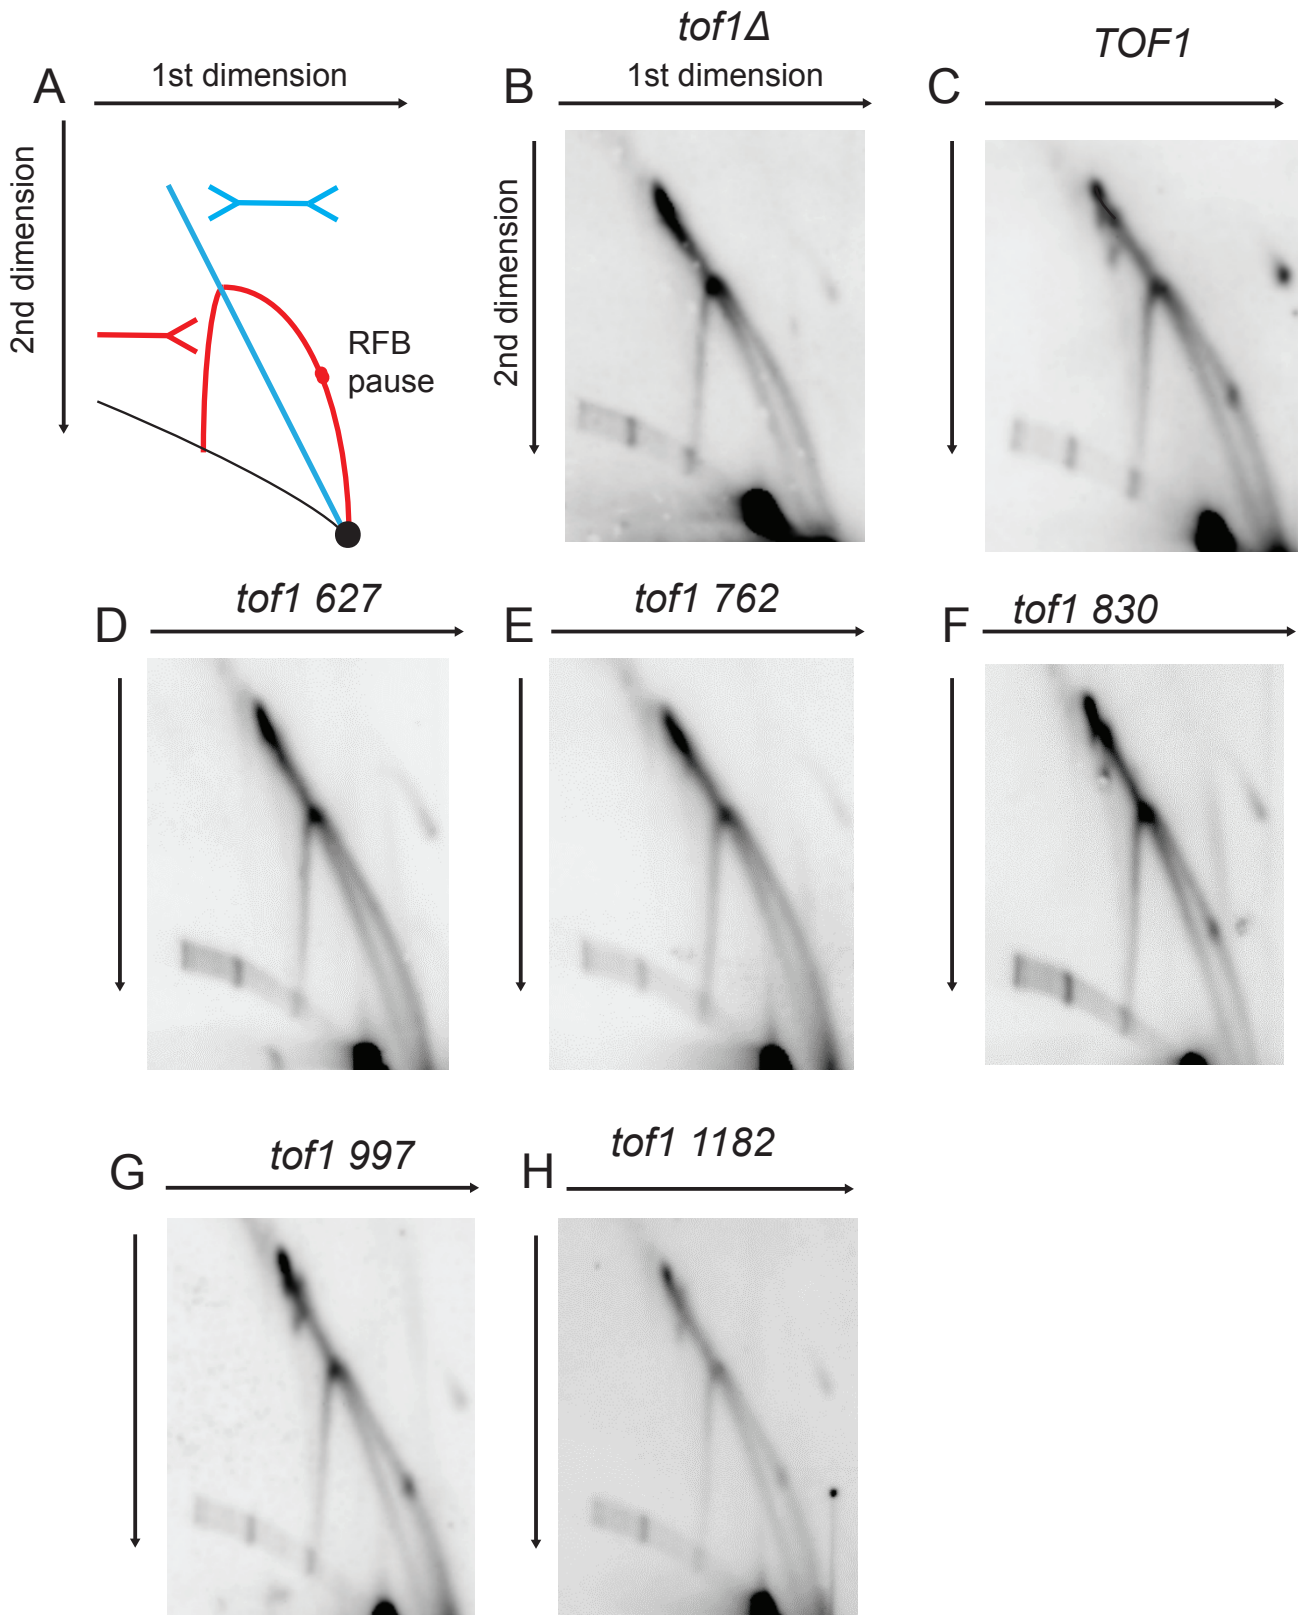 A
1st dimension
2nd dimension
RFB
pause
B
tof1Δ
1st dimension
2nd dimension
C
TOF1
D
tof1 627
E
tof1 762
F
tof1 830
G
tof1 997
H
tof1 1182